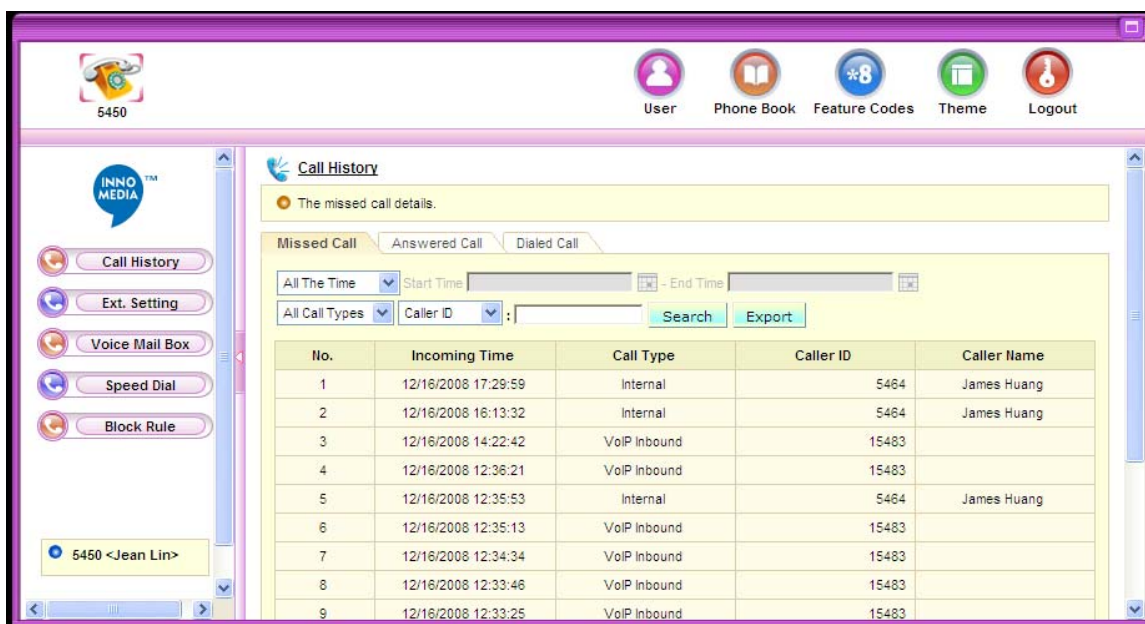 5450
User Phone Book Feature Codes Theme Logout
*8
INNO
MEDIA TM
Call History
Ext. Setting
Voice Mail Box
Speed Dial
Block Rule
5450 <Jean Lin>
Call History
The missed call details.
Missed Call Answered Call Dialed Call
All The Time Start Time - End Time
All Call Types Caller ID : Search Export
No. Incoming Time Call Type Caller ID Caller Name
1 12/16/2008 17:29:59 Internal 5464 James Huang
2 12/16/2008 16:13:32 Internal 5464 James Huang
3 12/16/2008 14:22:42 VoIP Inbound 15483
4 12/16/2008 12:36:21 VoIP Inbound 15483
5 12/16/2008 12:35:53 Internal 5464 James Huang
6 12/16/2008 12:35:13 VoIP Inbound 15483
7 12/16/2008 12:34:34 VoIP Inbound 15483
8 12/16/2008 12:33:46 VoIP Inbound 15483
9 12/16/2008 12:33:25 VoIP Inbound 15483